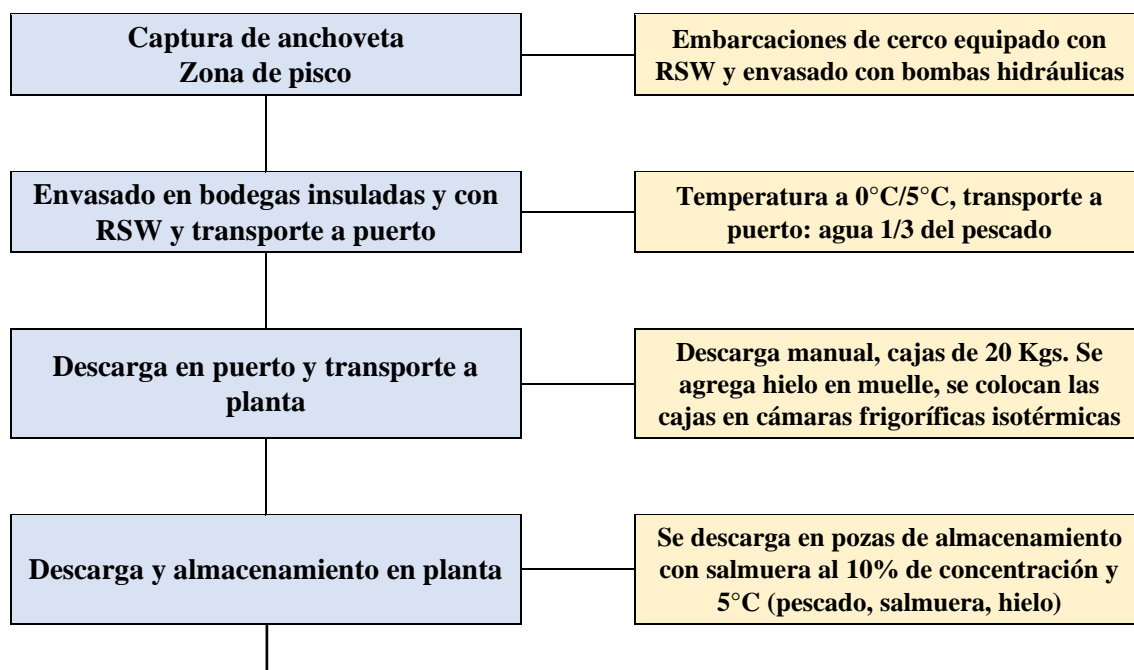 Captura de anchoveta
Zona de pisco
Embarcaciones de cerco equipado con
RSW y envasado con bombas hidráulicas
Envasado en bodegas insuladas y con
RSW y transporte a puerto
Temperatura a 0°C/5°C, transporte a
puerto: agua 1/3 del pescado
Descarga en puerto y transporte a
planta
Descarga manual, cajas de 20 Kgs. Se
agrega hielo en muelle, se colocan las
cajas en cámaras frigoríficas isotérmicas
Descarga y almacenamiento en planta
Se descarga en pozas de almacenamiento
con salmuera al 10% de concentración y
5°C (pescado, salmuera, hielo)